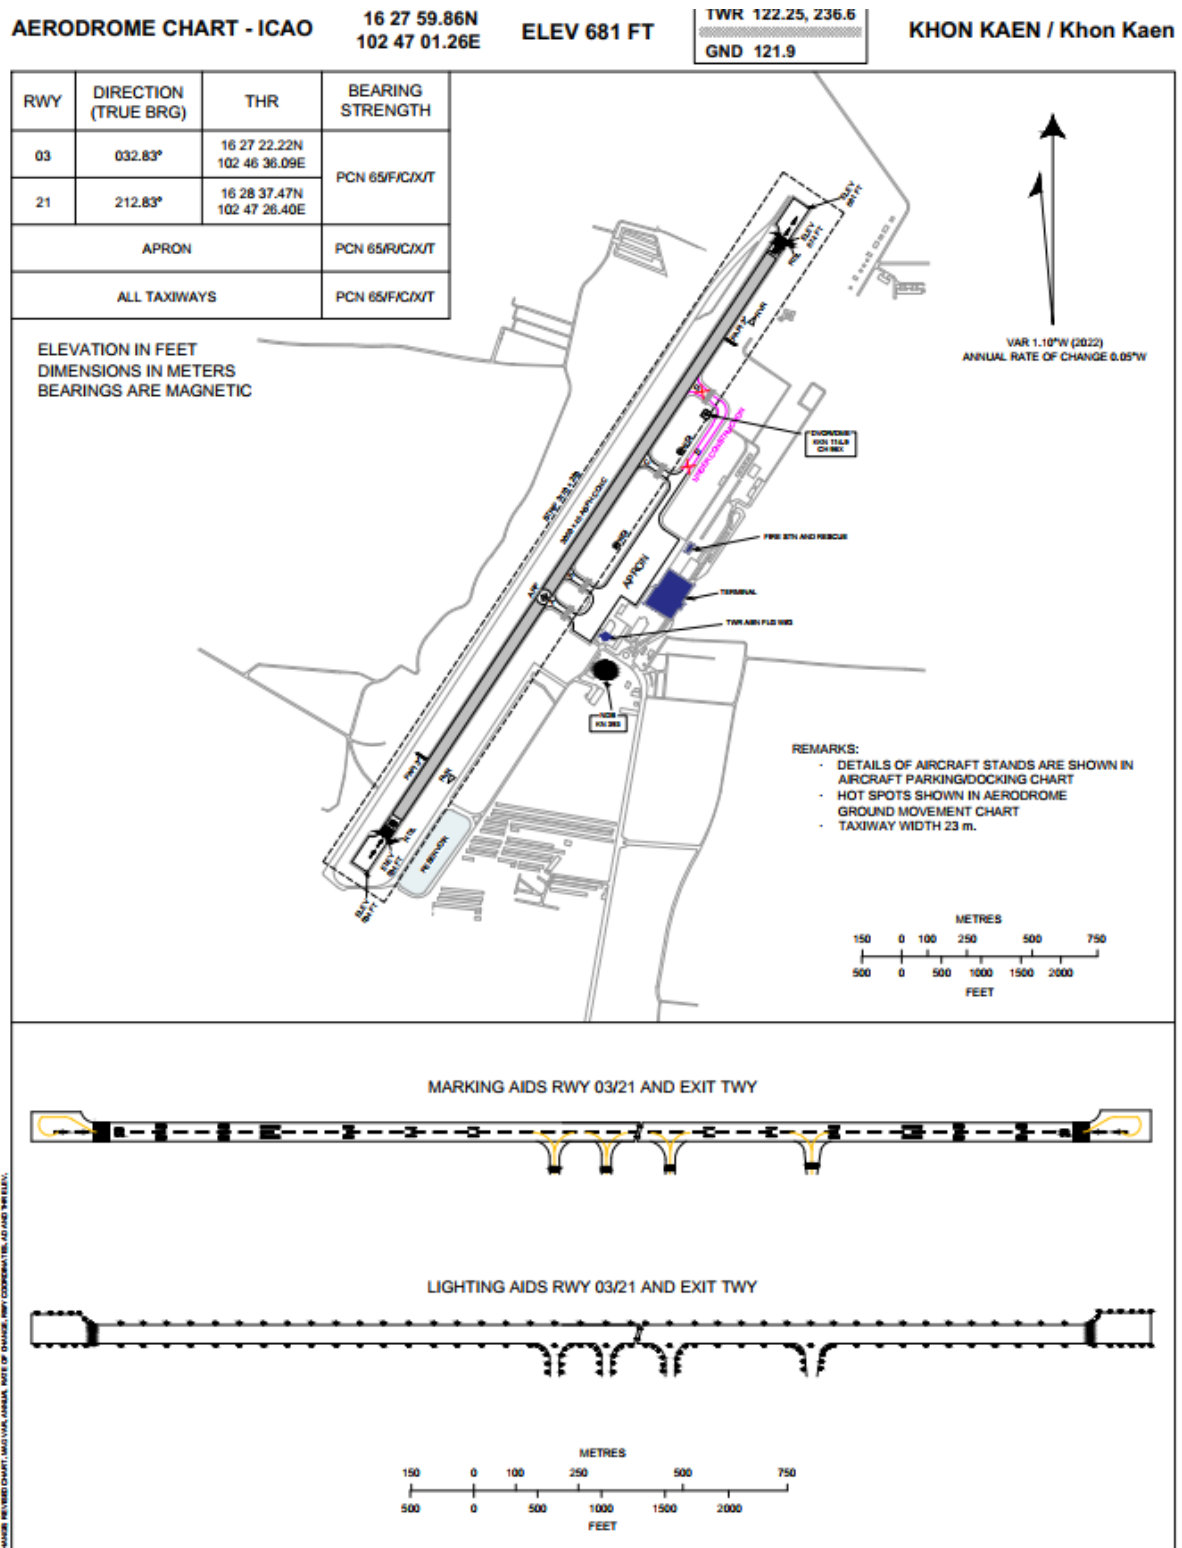 AERODROME CHART - ICAO
16 27 59.86N
102 47 01.26E
ELEV 681 FT
TWR 122.25, 236.6
GND 121.9
KHON KAEN / Khon Kaen
RWY
DIRECTION
(TRUE BRG)
THR
BEARING
STRENGTH
03
032.83°
16 27 22.22N
102 46 36.09E
PCN 65/F/C/X/T
21
212.83°
16 28 37.47N
102 47 26.40E
APRON
PCN 65/R/C/X/T
ALL TAXIWAYS
PCN 65/F/C/X/T
ELEVATION IN FEET
DIMENSIONS IN METERS
BEARINGS ARE MAGNETIC
VAR 1.10°W (2022)
ANNUAL RATE OF CHANGE 0.05°W
UNDER CONSTRUCTION
FIRE STN AND RESCUE
APRON
TERMINAL
ARP
RESERVOIR
REMARKS:
- DETAILS OF AIRCRAFT STANDS ARE SHOWN IN
AIRCRAFT PARKING/DOCKING CHART
- HOT SPOTS SHOWN IN AERODROME
GROUND MOVEMENT CHART
- TAXIWAY WIDTH 23 m.
METRES
150 0 100 250 500 750
500 0 500 1000 1500 2000
FEET
MARKING AIDS RWY 03/21 AND EXIT TWY
LIGHTING AIDS RWY 03/21 AND EXIT TWY
METRES
150 0 100 250 500 750
500 0 500 1000 1500 2000
FEET